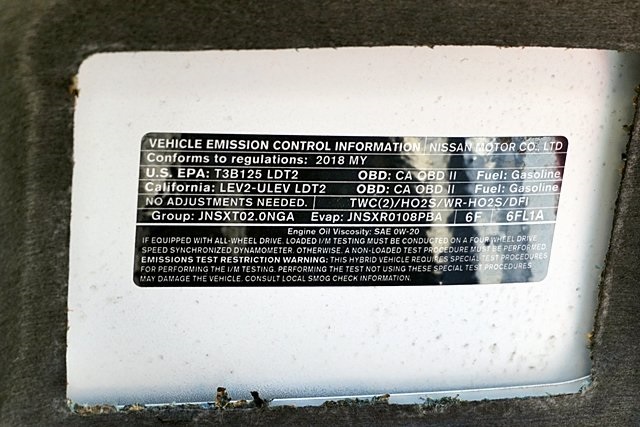 VEHICLE EMISSION CONTROL INFORMATION NISSAN MOTOR CO., LTD
Conforms to regulations: 2018 MY
U.S. EPA: T3B125 LDT2 OBD: CA OBD II Fuel: Gasoline
California: LEV2-ULEV LDT2 OBD: CA OBD II Fuel: Gasoline
NO ADJUSTMENTS NEEDED. TWC(2)/HO2S/WR-HO2S/DFI
Group: JNSXT02.0NGA Evap: JNSXR0108PBA 6F 6FL1A
Engine Oil Viscosity: SAE 0W-20
IF EQUIPPED WITH ALL-WHEEL DRIVE, LOADED I/M TESTING MUST BE CONDUCTED ON A FOUR WHEEL DRIVE
SPEED SYNCHRONIZED DYNAMOMETER. OTHERWISE, A NON-LOADED TEST PROCEDURE MUST BE PERFORMED
EMISSIONS TEST RESTRICTION WARNING: THIS HYBRID VEHICLE REQUIRES SPECIAL TEST PROCEDURES
FOR PERFORMING THE I/M TESTING. PERFORMING THE TEST NOT USING THESE SPECIAL TEST PROCEDURES
MAY DAMAGE THE VEHICLE. CONSULT LOCAL SMOG CHECK INFORMATION.